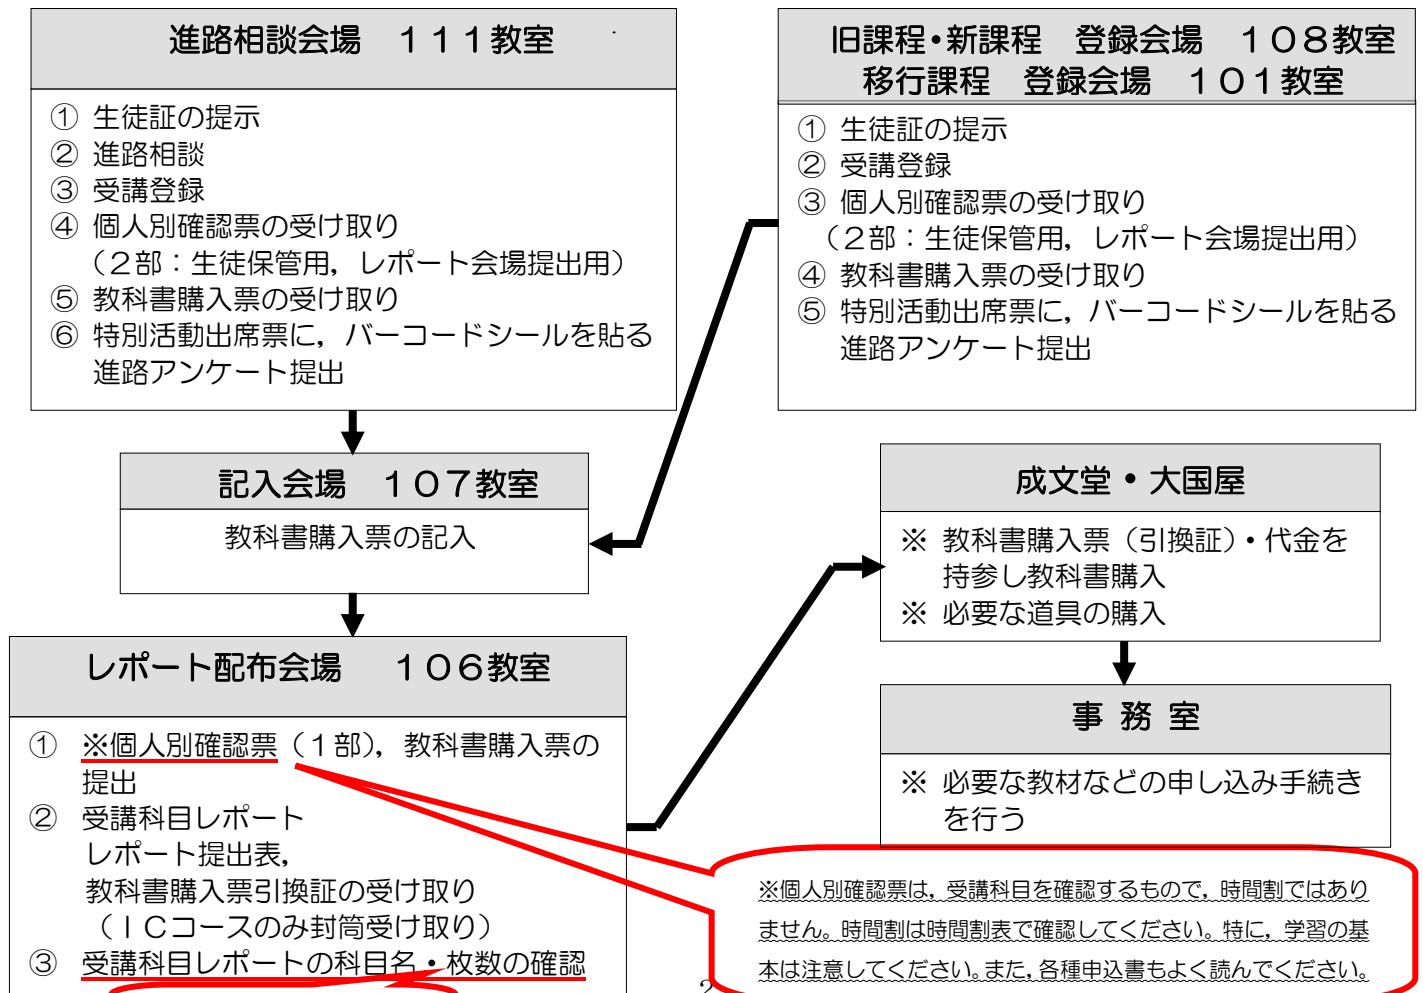 進路相談会場　１１１教室
① 生徒証の提示
② 進路相談
③ 受講登録
④ 個人別確認票の受け取り
（２部：生徒保管用，レポート会場提出用）
⑤ 教科書購入票の受け取り
⑥ 特別活動出席票に，バーコードシールを貼る
進路アンケート提出
旧課程・新課程　登録会場　１０８教室
移行課程　登録会場　１０１教室
① 生徒証の提示
② 受講登録
③ 個人別確認票の受け取り
（２部：生徒保管用，レポート会場提出用）
④ 教科書購入票の受け取り
⑤ 特別活動出席票に，バーコードシールを貼る
進路アンケート提出
記入会場　１０７教室
教科書購入票の記入
レポート配布会場　１０６教室
① ※個人別確認票（１部），教科書購入票の
提出
② 受講科目レポート
レポート提出表，
教科書購入票引換証の受け取り
（ＩＣコースのみ封筒受け取り）
③ 受講科目レポートの科目名・枚数の確認
成文堂・大国屋
※ 教科書購入票（引換証）・代金を
持参し教科書購入
※ 必要な道具の購入
事 務 室
※ 必要な教材などの申し込み手続き
を行う
※個人別確認票は，受講科目を確認するもので，時間割ではあり
ません。時間割は時間割表で確認してください。特に，学習の基
本は注意してください。また，各種申込書もよく読んでください。
2